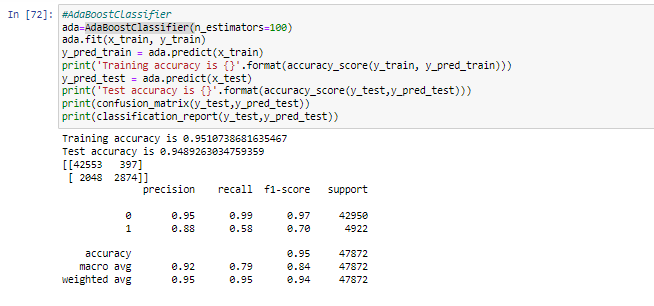 In [72]: #AdaBoostClassifier
ada=AdaBoostClassifier(n_estimators=100)
ada.fit(x_train, y_train)
y_pred_train = ada.predict(x_train)
print('Training accuracy is {}'.format(accuracy_score(y_train, y_pred_train)))
y_pred_test = ada.predict(x_test)
print('Test accuracy is {}'.format(accuracy_score(y_test,y_pred_test)))
print(confusion_matrix(y_test,y_pred_test))
print(classification_report(y_test,y_pred_test))
Training accuracy is 0.9510738681635467
Test accuracy is 0.9489263034759359
[[42553 397]
[ 2048 2874]]
precision recall f1-score support
0 0.95 0.99 0.97 42950
1 0.88 0.58 0.70 4922
accuracy 0.95 47872
macro avg 0.92 0.79 0.84 47872
weighted avg 0.95 0.95 0.94 47872